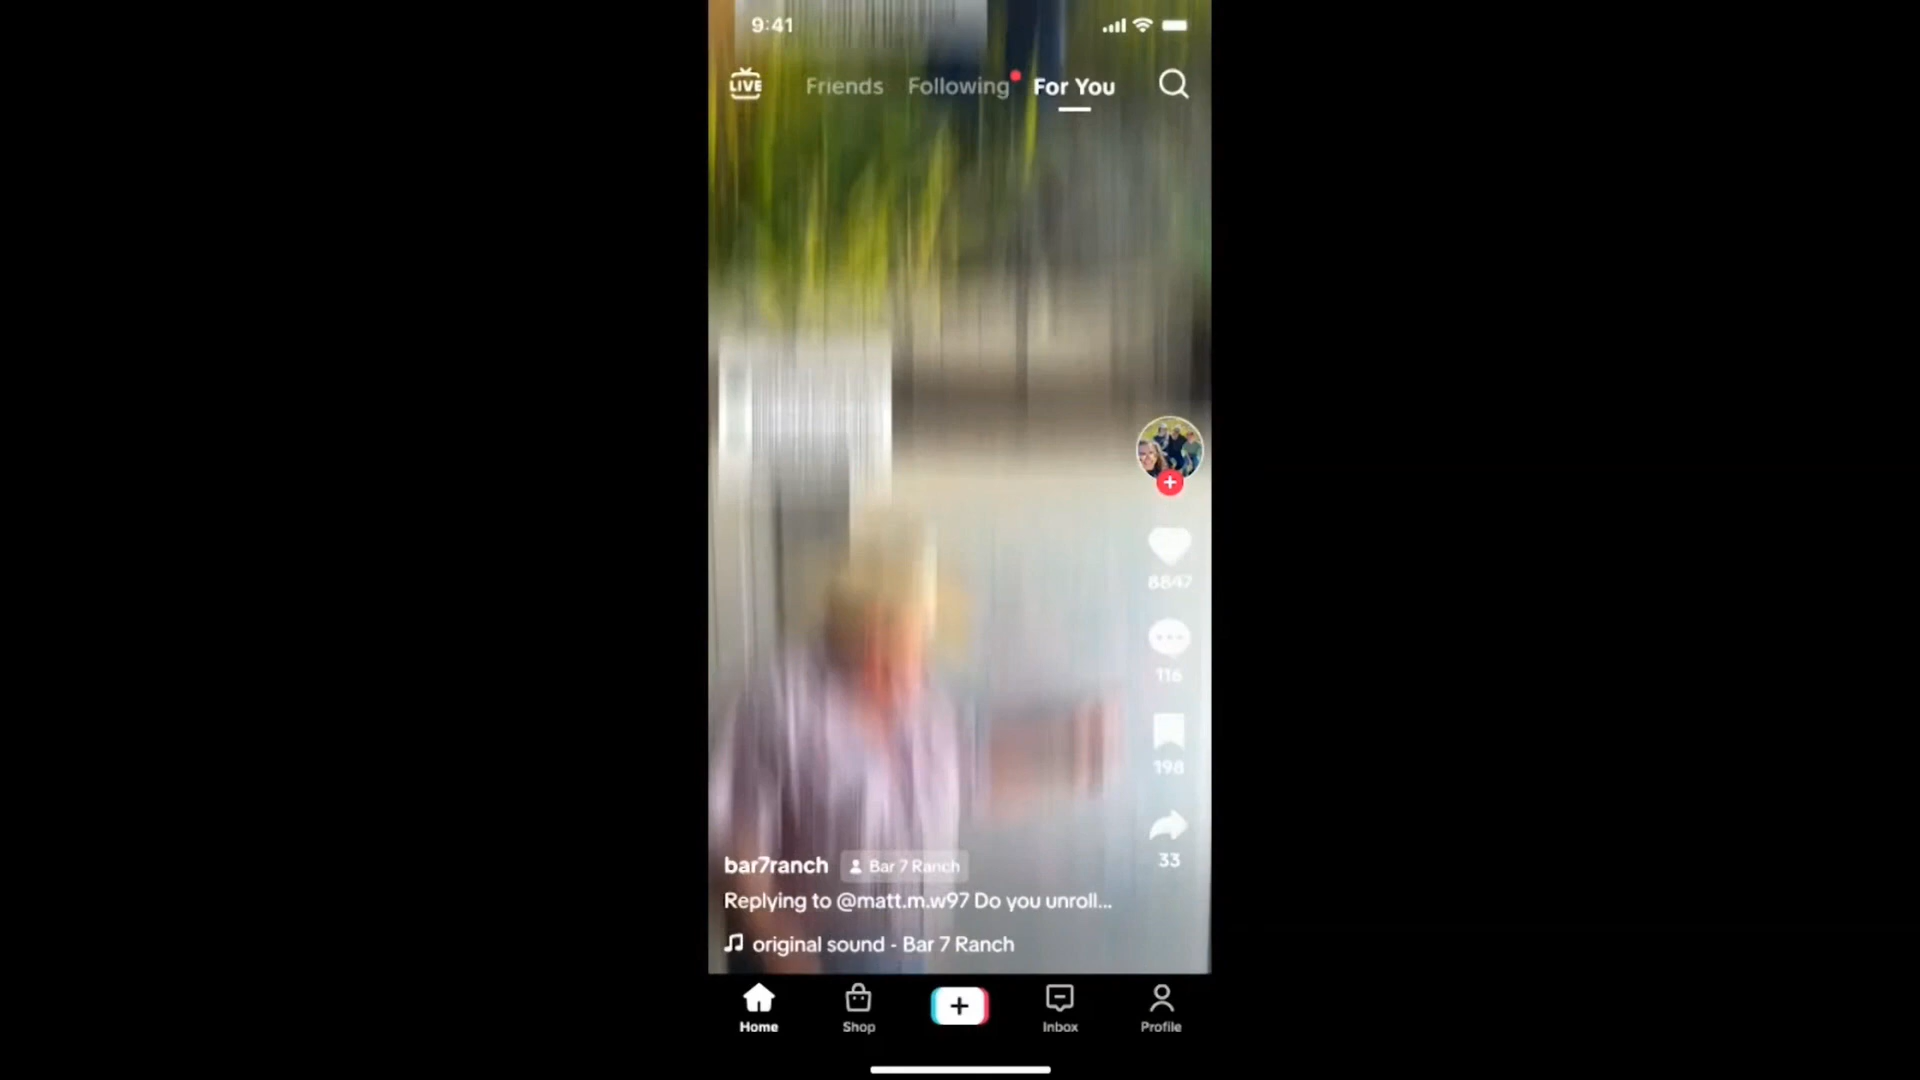 9:41
LIVE
Friends Following For You
8847
116
198
33
bar7ranch Bar 7 Ranch
Replying to @matt.m.w97 Do you unroll...
original sound - Bar 7 Ranch
Home Shop Inbox Profile